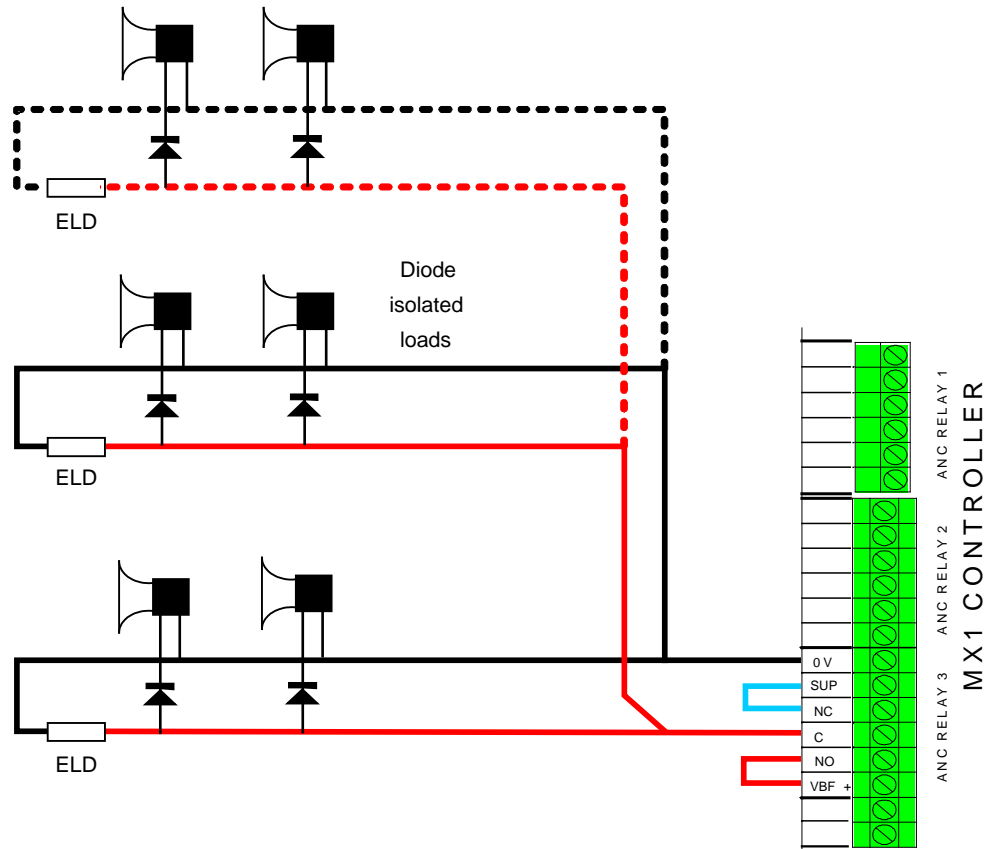 ELD
Diode
isolated
loads
ELD
ELD
0 V
SUP
NC
C
NO
VBF +
ANC RELAY 1
ANC RELAY 2
ANC RELAY 3
MX1 CONTROLLER